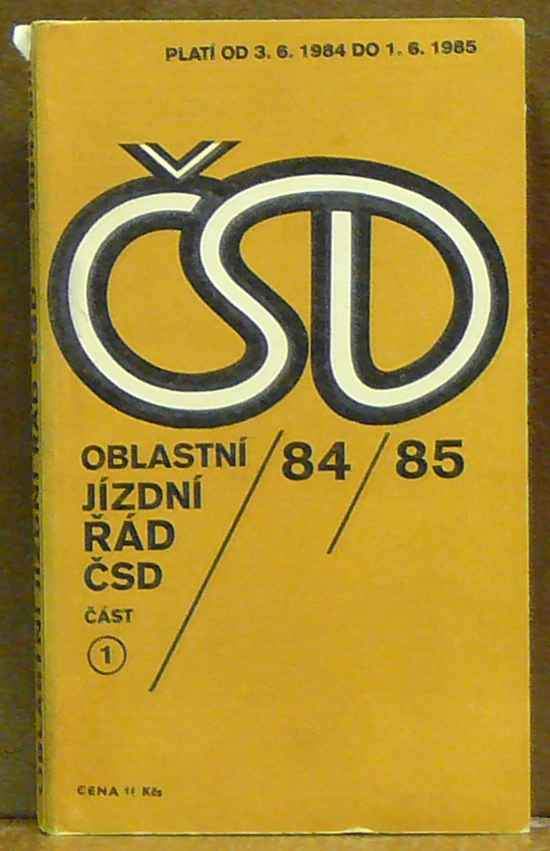 PLATÍ OD 3. 6. 1984 DO 1. 6. 1985
ČSD
OBLASTNÍ / 84 / 85
JÍZDNÍ
ŘÁD
ČSD
ČÁST
1
CENA 11 Kčs